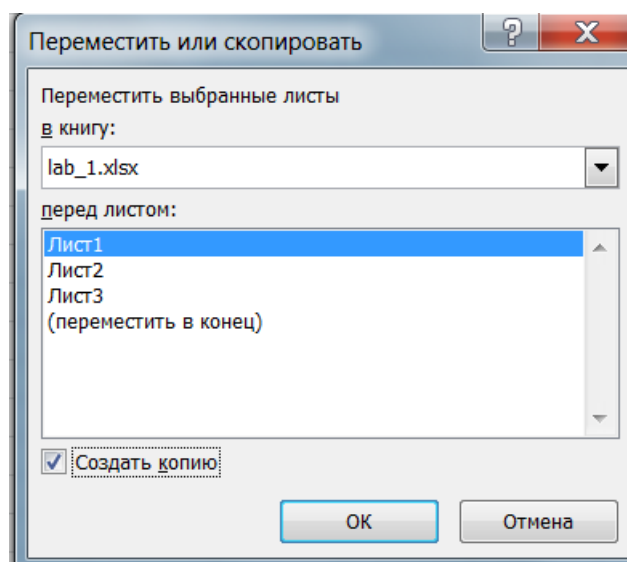 Переместить или скопировать
Переместить выбранные листы
в книгу:
lab_1.xlsx
перед листом:
Лист1
Лист2
Лист3
(переместить в конец)
Создать копию
ОК
Отмена